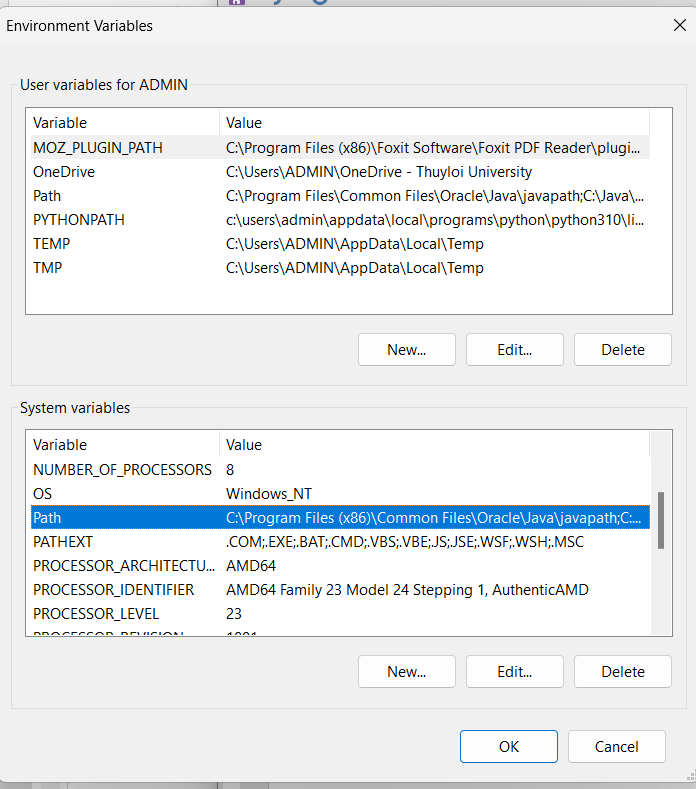 Environment Variables
User variables for ADMIN
Variable Value
MOZ_PLUGIN_PATH C:\Program Files (x86)\Foxit Software\Foxit PDF Reader\plugi...
OneDrive C:\Users\ADMIN\OneDrive - Thuyloi University
Path C:\Program Files\Common Files\Oracle\Java\javapath;C:\Java\...
PYTHONPATH c:\users\admin\appdata\local\programs\python\python310\li...
TEMP C:\Users\ADMIN\AppData\Local\Temp
TMP C:\Users\ADMIN\AppData\Local\Temp
New... Edit... Delete
System variables
Variable Value
NUMBER_OF_PROCESSORS 8
OS Windows_NT
Path C:\Program Files (x86)\Common Files\Oracle\Java\javapath;C:...
PATHEXT .COM;.EXE;.BAT;.CMD;.VBS;.VBE;.JS;.JSE;.WSF;.WSH;.MSC
PROCESSOR_ARCHITECTU... AMD64
PROCESSOR_IDENTIFIER AMD64 Family 23 Model 24 Stepping 1, AuthenticAMD
PROCESSOR_LEVEL 23
New... Edit... Delete
OK Cancel